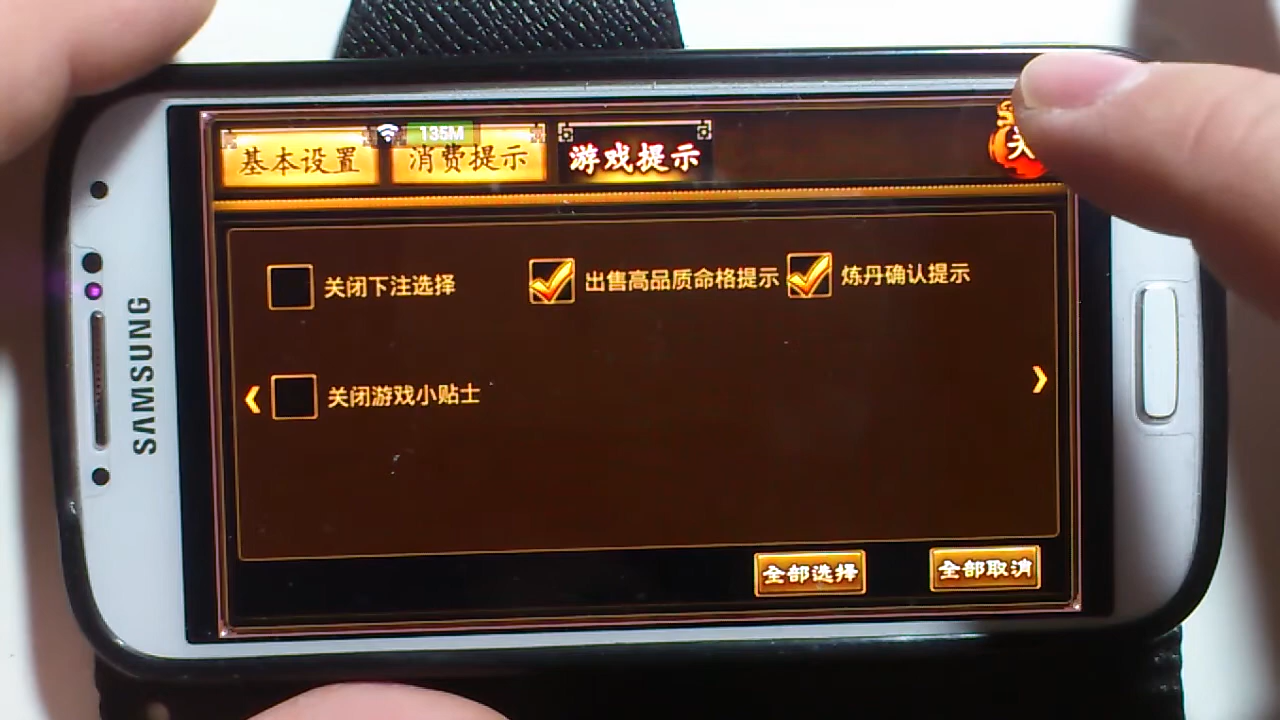 SAMSUNG
135M
基本设置 消费提示 游戏提示 关
关闭下注选择 出售高品质命格提示 炼丹确认提示
关闭游戏小贴士
全部选择 全部取消